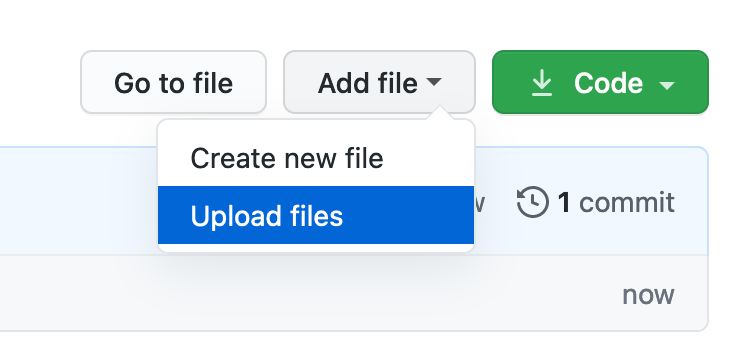 Go to file
Add file
Code
Create new file
Upload files
1 commit
now